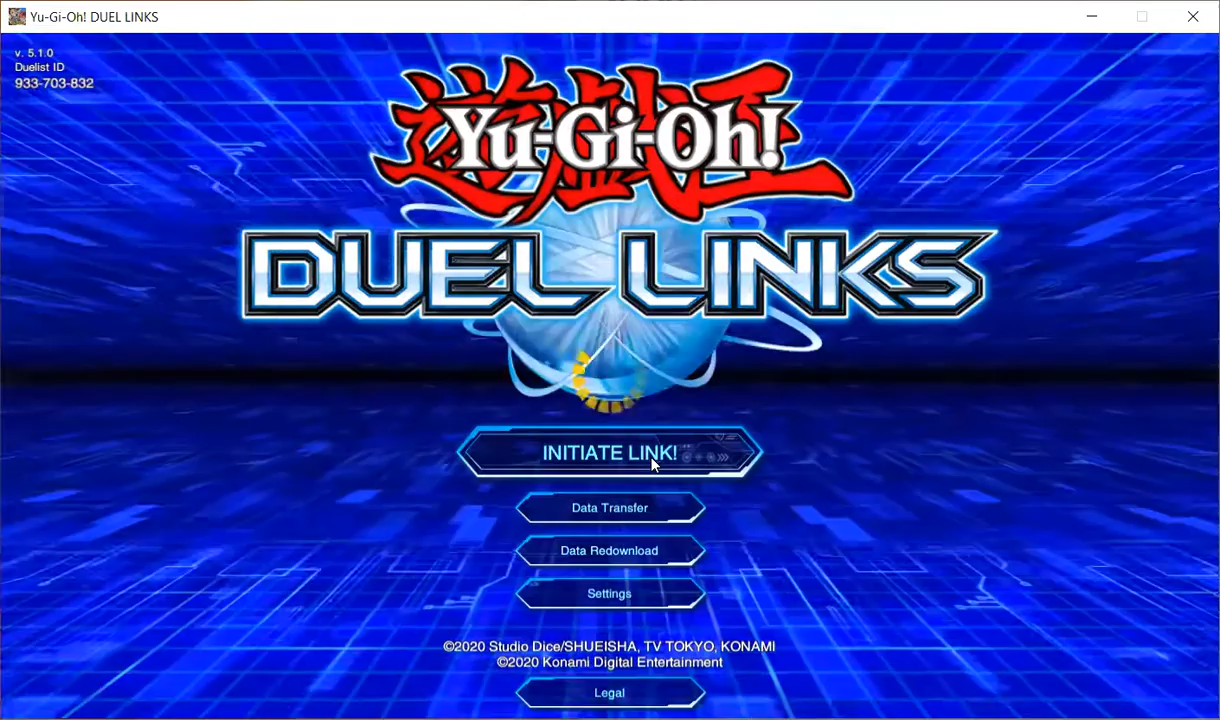 Yu-Gi-Oh! DUEL LINKS
v. 5.1.0
Duelist ID
933-703-832
遊戯王
Yu-Gi-Oh!
DUEL LINKS
INITIATE LINK!
Data Transfer
Data Redownload
Settings
©2020 Studio Dice/SHUEISHA, TV TOKYO, KONAMI
©2020 Konami Digital Entertainment
Legal